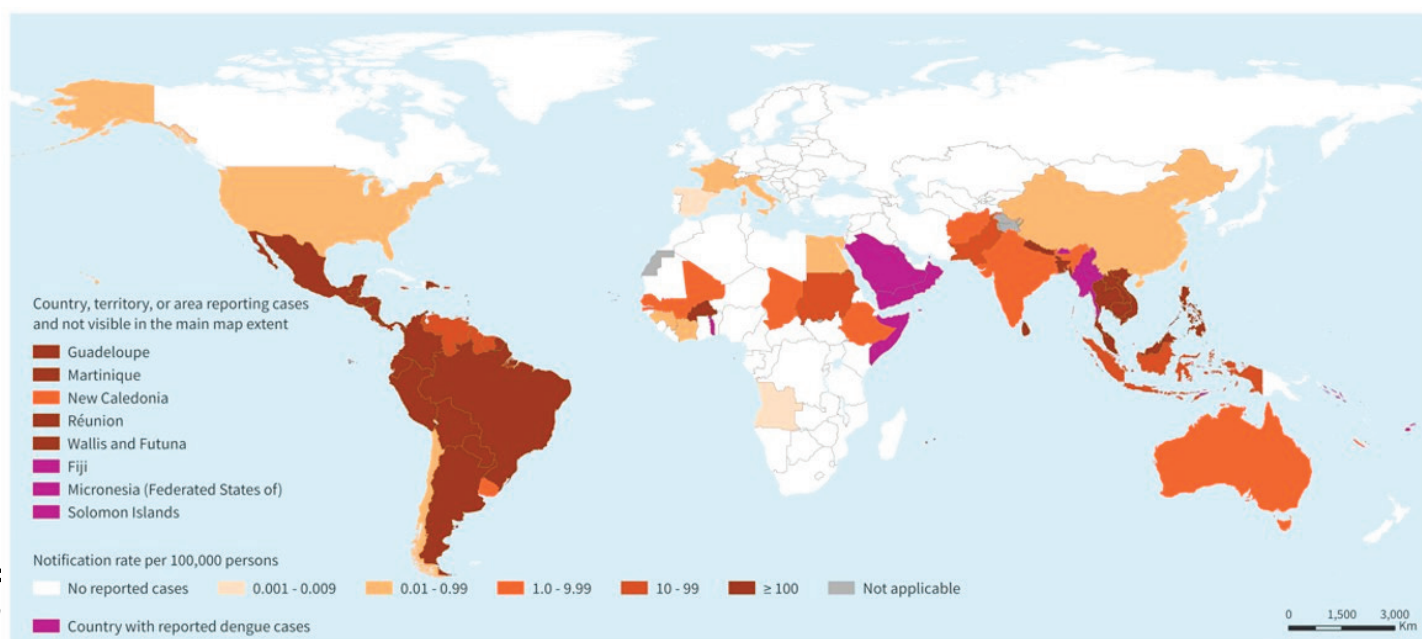 Country, territory, or area reporting cases
and not visible in the main map extent
Guadeloupe
Martinique
New Caledonia
Réunion
Wallis and Futuna
Fiji
Micronesia (Federated States of)
Solomon Islands
Notification rate per 100,000 persons
No reported cases 0.001 - 0.009 0.01 - 0.99 1.0 - 9.99 10 - 99 ≥ 100 Not applicable
Country with reported dengue cases
0 1,500 3,000
Km